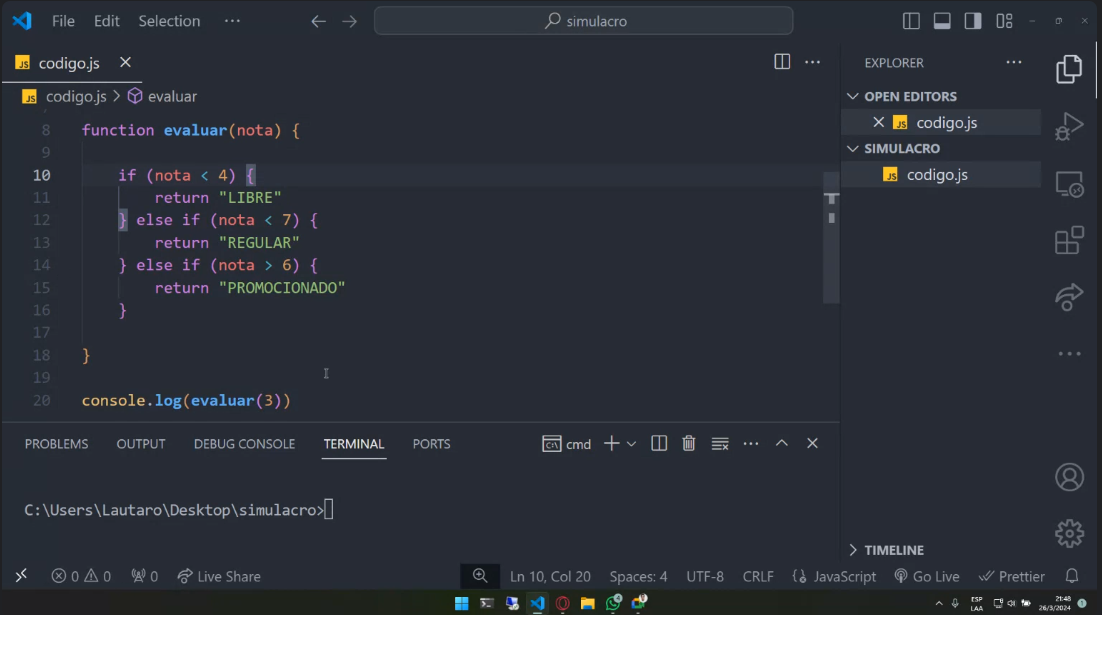 File Edit Selection ··· simulacro
codigo.js
codigo.js > evaluar
8 function evaluar(nota) {
9
10 if (nota < 4) {
11 return "LIBRE"
12 } else if (nota < 7) {
13 return "REGULAR"
14 } else if (nota > 6) {
15 return "PROMOCIONADO"
16 }
17
18 }
19
20 console.log(evaluar(3))
EXPLORER ···
OPEN EDITORS
codigo.js
SIMULACRO
codigo.js
TIMELINE
PROBLEMS OUTPUT DEBUG CONSOLE TERMINAL PORTS cmd
C:\Users\Lautaro\Desktop\simulacro>
0 0 0 Live Share Ln 10, Col 20 Spaces: 4 UTF-8 CRLF JavaScript Go Live Prettier
ESP 21:48
LAA 26/3/2024